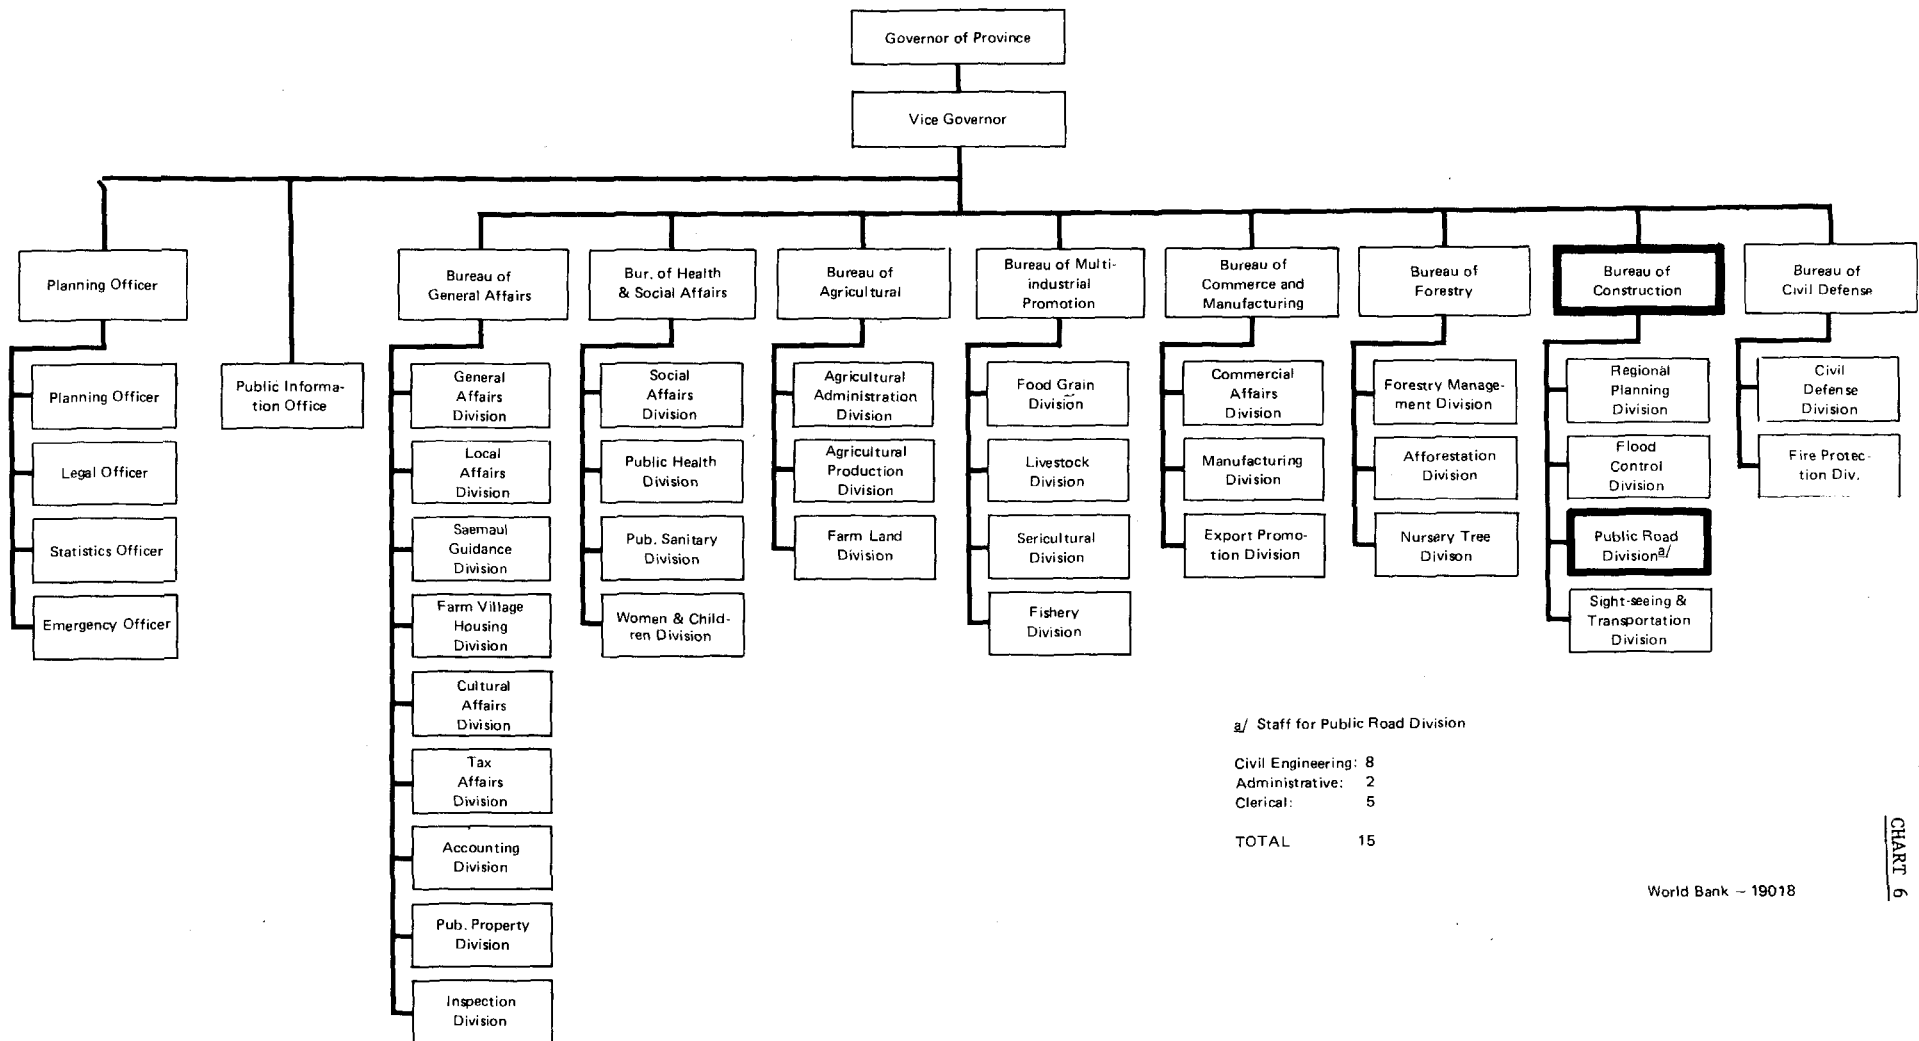 Governor of Province
Vice Governor
Planning Officer
Planning Officer
Legal Officer
Statistics Officer
Emergency Officer
Public Informa-
tion Office
Bureau of
General Affairs
General
Affairs
Division
Local
Affairs
Division
Saemaul
Guidance
Division
Farm Village
Housing
Division
Cultural
Affairs
Division
Tax
Affairs
Division
Accounting
Division
Pub. Property
Division
Inspection
Division
Bur. of Health
& Social Affairs
Social
Affairs
Division
Public Health
Division
Pub. Sanitary
Division
Women & Child-
ren Division
Bureau of
Agricultural
Agricultural
Administration
Division
Agricultural
Production
Division
Farm Land
Division
Bureau of Multi-
industrial
Promotion
Food Grain
Division
Livestock
Division
Sericultural
Division
Fishery
Division
Bureau of
Commerce and
Manufacturing
Commercial
Affairs
Division
Manufacturing
Division
Export Promo-
tion Division
Bureau of
Forestry
Forestry Manage-
ment Division
Afforestation
Division
Nursery Tree
Divison
Bureau of
Construction
Regional
Planning
Division
Flood
Control
Division
Public Road
Division a/
Sight-seeing &
Transportation
Division
Bureau of
Civil Defense
Civil
Defense
Division
Fire Protec-
tion Div.
a/ Staff for Public Road Division
Civil Engineering: 8
Administrative: 2
Clerical: 5
TOTAL 15
World Bank – 19018
CHART 6